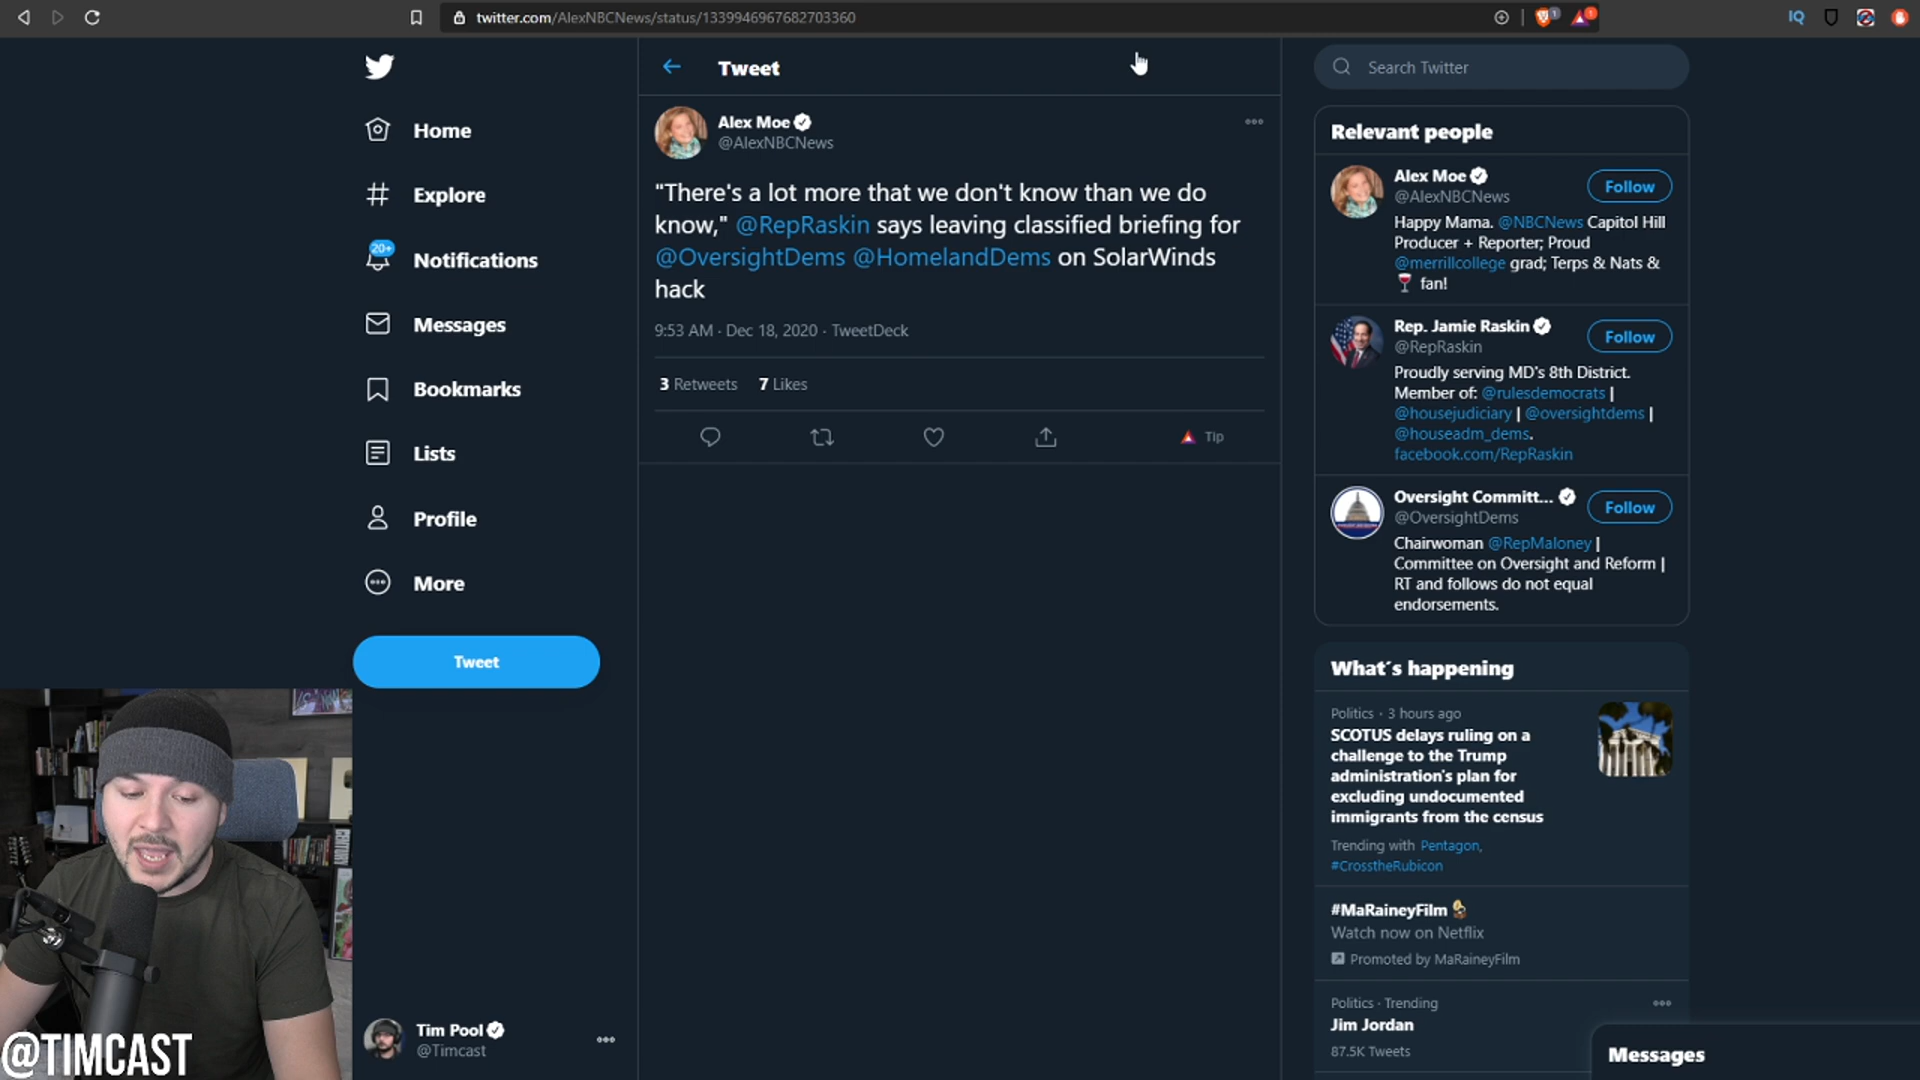 twitter.com/AlexNBCNews/status/1339946967682703360
1
1
IQ
Tweet
Search Twitter
Home
Explore
20+
Notifications
Messages
Bookmarks
Lists
Profile
More
Tweet
Alex Moe
@AlexNBCNews
"There's a lot more that we don't know than we do
know," @RepRaskin says leaving classified briefing for
@OversightDems @HomelandDems on SolarWinds
hack
9:53 AM · Dec 18, 2020 · TweetDeck
3 Retweets 7 Likes
Tip
Relevant people
Alex Moe
@AlexNBCNews
Follow
Happy Mama. @NBCNews Capitol Hill
Producer + Reporter; Proud
@merrillcollege grad; Terps & Nats &
🍷 fan!
Rep. Jamie Raskin
@RepRaskin
Follow
Proudly serving MD's 8th District.
Member of: @rulesdemocrats |
@housejudiciary | @oversightdems |
@houseadm_dems.
facebook.com/RepRaskin
Oversight Committ...
@OversightDems
Follow
Chairwoman @RepMaloney |
Committee on Oversight and Reform |
RT and follows do not equal
endorsements.
What's happening
Politics · 3 hours ago
SCOTUS delays ruling on a
challenge to the Trump
administration's plan for
excluding undocumented
immigrants from the census
Trending with Pentagon,
#CrosstheRubicon
#MaRaineyFilm
Watch now on Netflix
Promoted by MaRaineyFilm
Politics · Trending
Jim Jordan
87.5K Tweets
Messages
Tim Pool
@Timcast
@TIMCAST